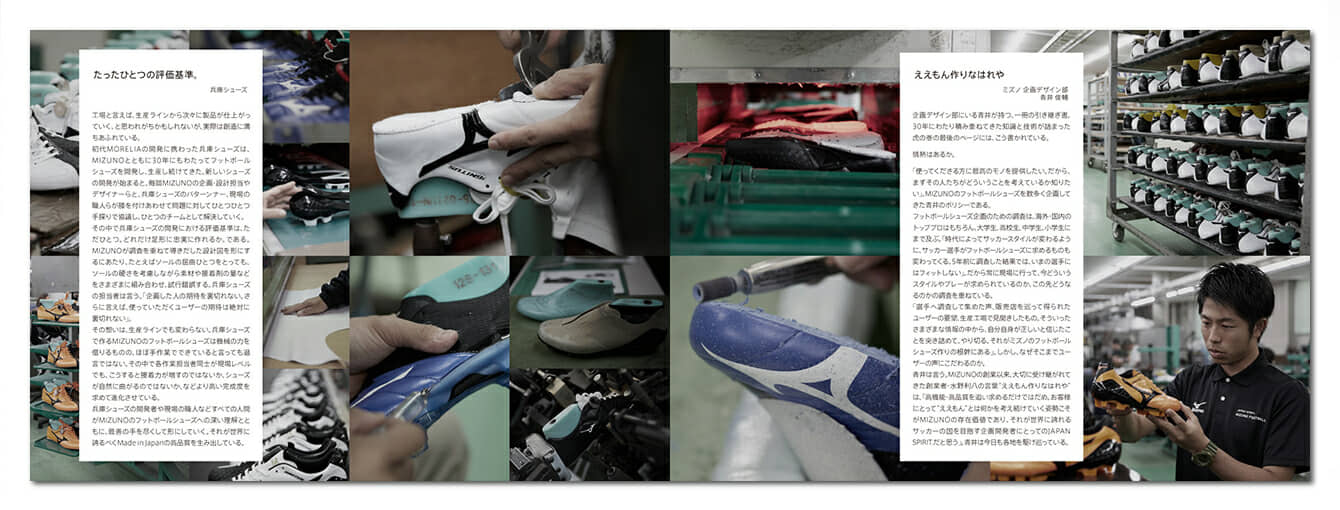 たったひとつの評価基準。
兵庫シューズ
工場と言えば、生産ラインから次々に製品が仕上がっ
ていく、と思われがちかもしれないが、実際は創造に満
ちあふれている。
初代MORELIAの開発に携わった兵庫シューズは、
MIZUNOとともに30年にもわたってフットボール
シューズを開発し、生産し続けてきた。新しいシューズ
の開発が始まると、毎回MIZUNOの企画・設計担当や
デザイナーらと、兵庫シューズのパターンナー、現場の
職人らが膝を付けあわせて問題に対してひとつひとつ
手探りで協議し、ひとつのチームとして解決していく。
その中で兵庫シューズの開発における評価基準は、た
だひとつ。どれだけ足形に忠実に作れるか、である。
MIZUNOが調査を重ねて導きだした設計図を形にす
るにあたり、たとえばソールの屈曲ひとつをとっても、
ソールの硬さを考慮しながら素材や接着剤の量など
をさまざまに組み合わせ、試行錯誤する。兵庫シューズ
の担当者は言う。「企画した人の期待を裏切れない。さ
らに言えば、使っていただくユーザーの期待は絶対に
裏切れない」。
その想いは、生産ラインでも変わらない。兵庫シューズ
で作るMIZUNOのフットボールシューズは機械の力を
借りるものの、ほぼ手作業でできていると言っても過
言ではない。その中で各作業担当者同士が現場レベル
でも、こうすると接着力が増すのではないか、シューズ
が自然に曲がるのではないか、などより高い完成度を
求めて進化させている。
兵庫シューズの開発者や現場の職人などすべての人間
がMIZUNOのフットボールシューズへの深い理解とと
もに、最善の手を尽くして形にしていく。それが世界に
誇るべくMade in Japanの高品質を生み出している。
MIZUNO
ええもん作りなはれや
ミズノ 企画デザイン部
青井 俊輔
企画デザイン部にいる青井が持つ、一冊の引き継ぎ書。
30年にわたり積み重ねてきた知識と技術が詰まった
虎の巻の最後のページには、こう書かれている。
情熱はあるか。
「使ってくださる方に最高のモノを提供したい。だから、
まずその人たちがどういうことを考えているか知りた
い」。MIZUNOのフットボールシューズを数多く企画して
きた青井のポリシーである。
フットボールシューズ企画のための調査は、海外・国内の
トッププロはもちろん、大学生、高校生、中学生、小学生に
まで及ぶ。「時代によってサッカースタイルが変わるよう
に、サッカー選手がフットボールシューズに求めるものも
変わってくる。5年前に調査した結果では、いまの選手に
はフィットしない」。だから常に現場に行って、今どういう
スタイルやプレーが求められているのか、この先どうな
るのかの調査を重ねている。
「選手へ調査して集めた声、販売店を巡って得られた
ユーザーの要望、生産工場で見聞きしたもの。そういった
さまざまな情報の中から、自分自身が正しいと信じたこ
とを突き詰めて、やり切る。それがミズノのフットボール
シューズ作りの根幹にある」。しかし、なぜそこまでユー
ザーの声にこだわるのか。
青井は言う。MIZUNOの創業以来、大切に受け継がれて
きた創業者・水野利八の言葉“ええもん作りなはれや”
は、「高機能・高品質を追い求めるだけではだめ。お客様
にとって“ええもん”とは何かを考え続けていく姿勢こそ
がMIZUNOの存在価値であり、それが世界に誇れる
サッカーの国を目指す企画開発者にとってのJAPAN
SPIRITだと思う」。青井は今日も各地を駆け巡っている。